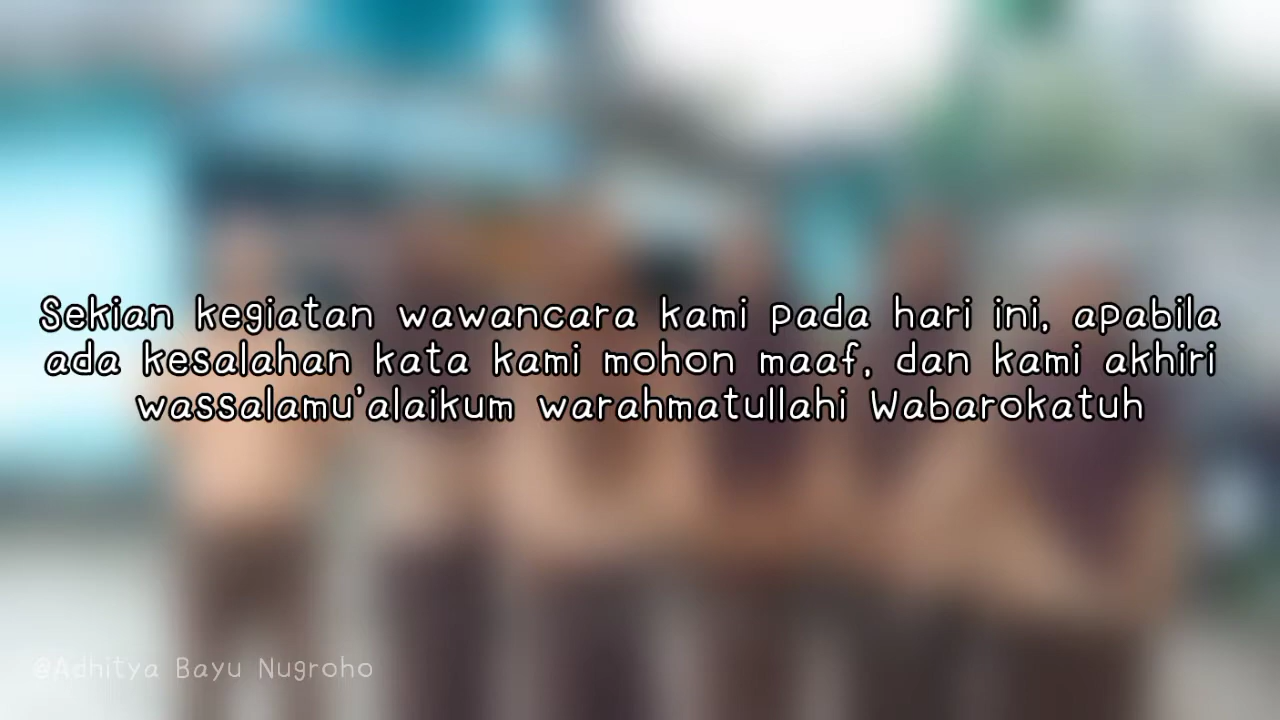 Sekian kegiatan wawancara kami pada hari ini, apabila
ada kesalahan kata kami mohon maaf, dan kami akhiri
wassalamu'alaikum warahmatullahi Wabarokatuh
@Adhitya Bayu Nugroho